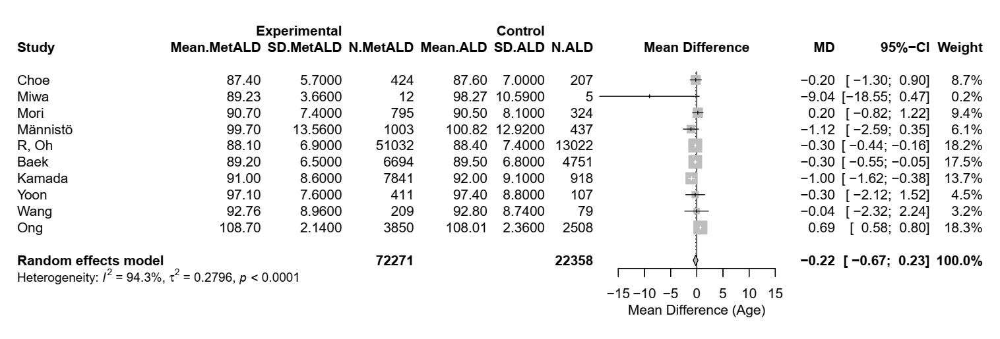 Experimental Control
Study Mean.MetALD SD.MetALD N.MetALD Mean.ALD SD.ALD N.ALD Mean Difference MD 95%−CI Weight
Choe 87.40 5.7000 424 87.60 7.0000 207 −0.20 [ −1.30; 0.90] 8.7%
Miwa 89.23 3.6600 12 98.27 10.5900 5 −9.04 [−18.55; 0.47] 0.2%
Mori 90.70 7.4000 795 90.50 8.1000 324 0.20 [ −0.82; 1.22] 9.4%
Männistö 99.70 13.5600 1003 100.82 12.9200 437 −1.12 [ −2.59; 0.35] 6.1%
R, Oh 88.10 6.9000 51032 88.40 7.4000 13022 −0.30 [ −0.44; −0.16] 18.2%
Baek 89.20 6.5000 6694 89.50 6.8000 4751 −0.30 [ −0.55; −0.05] 17.5%
Kamada 91.00 8.6000 7841 92.00 9.1000 918 −1.00 [ −1.62; −0.38] 13.7%
Yoon 97.10 7.6000 411 97.40 8.8000 107 −0.30 [ −2.12; 1.52] 4.5%
Wang 92.76 8.9600 209 92.80 8.7400 79 −0.04 [ −2.32; 2.24] 3.2%
Ong 108.70 2.1400 3850 108.01 2.3600 2508 0.69 [ 0.58; 0.80] 18.3%
Random effects model 72271 22358 −0.22 [ −0.67; 0.23] 100.0%
Heterogeneity: I² = 94.3%, τ² = 0.2796, p < 0.0001
−15 −10 −5 0 5 10 15
Mean Difference (Age)